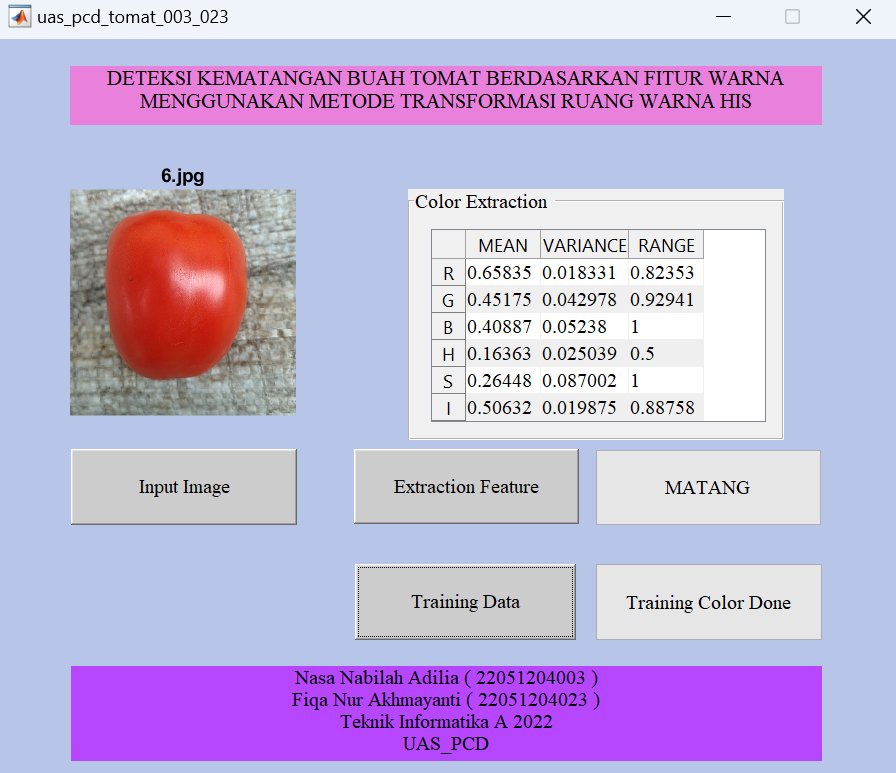 uas_pcd_tomat_003_023
DETEKSI KEMATANGAN BUAH TOMAT BERDASARKAN FITUR WARNA
MENGGUNAKAN METODE TRANSFORMASI RUANG WARNA HIS
6.jpg
Color Extraction
MEAN VARIANCE RANGE
R 0.65835 0.018331 0.82353
G 0.45175 0.042978 0.92941
B 0.40887 0.05238 1
H 0.16363 0.025039 0.5
S 0.26448 0.087002 1
I 0.50632 0.019875 0.88758
Input Image
Extraction Feature
MATANG
Training Data
Training Color Done
Nasa Nabilah Adilia ( 22051204003 )
Fiqa Nur Akhmayanti ( 22051204023 )
Teknik Informatika A 2022
UAS_PCD